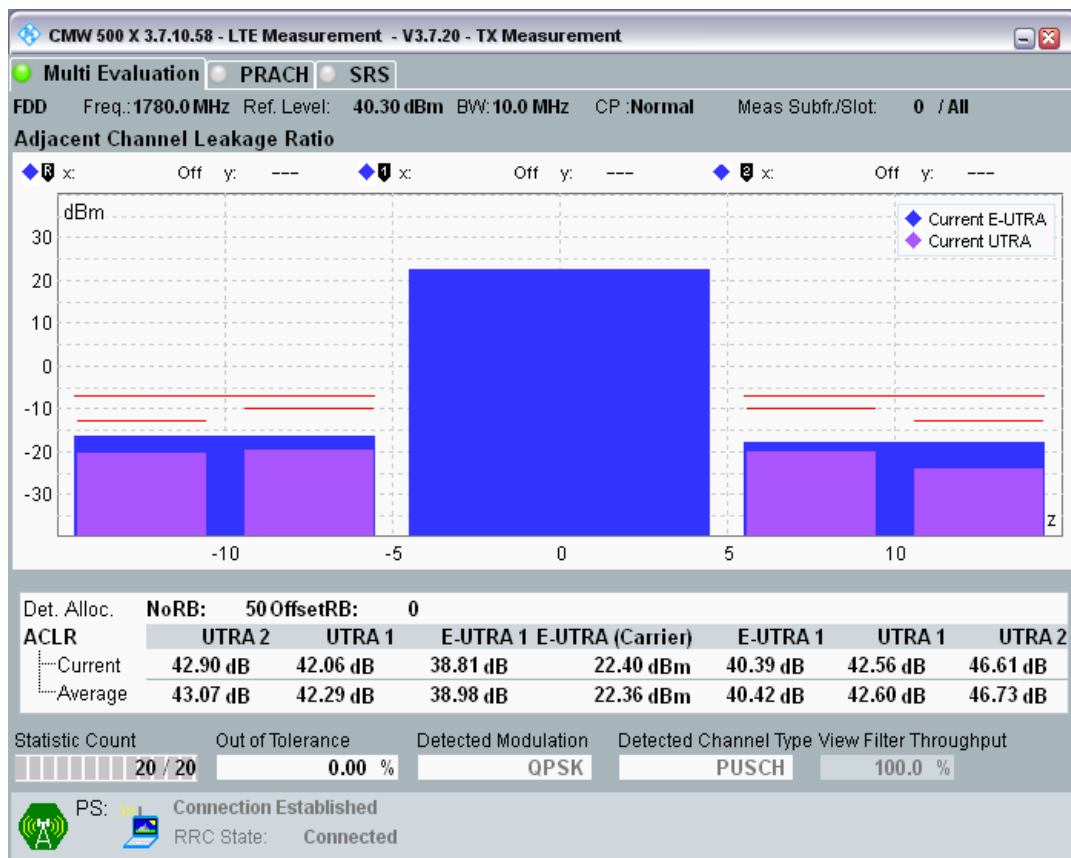 CMW 500 X 3.7.10.58 - LTE Measurement - V3.7.20 - TX Measurement
Multi Evaluation PRACH SRS
FDD Freq.:1780.0 MHz Ref. Level: 40.30 dBm BW:10.0 MHz CP :Normal Meas Subfr./Slot: 0 / All
Adjacent Channel Leakage Ratio
R x: Off y: --- 1 x: Off y: --- 2 x: Off y: ---
dBm
Current E-UTRA
Current UTRA
30
20
10
0
-10
-20
-30
z
-10 -5 0 5 10
Det. Alloc. NoRB: 50 OffsetRB: 0
ACLR UTRA 2 UTRA 1 E-UTRA 1 E-UTRA (Carrier) E-UTRA 1 UTRA 1 UTRA 2
Current 42.90 dB 42.06 dB 38.81 dB 22.40 dBm 40.39 dB 42.56 dB 46.61 dB
Average 43.07 dB 42.29 dB 38.98 dB 22.36 dBm 40.42 dB 42.60 dB 46.73 dB
Statistic Count Out of Tolerance Detected Modulation Detected Channel Type View Filter Throughput
20 / 20 0.00 % QPSK PUSCH 100.0 %
PS: Connection Established
RRC State: Connected